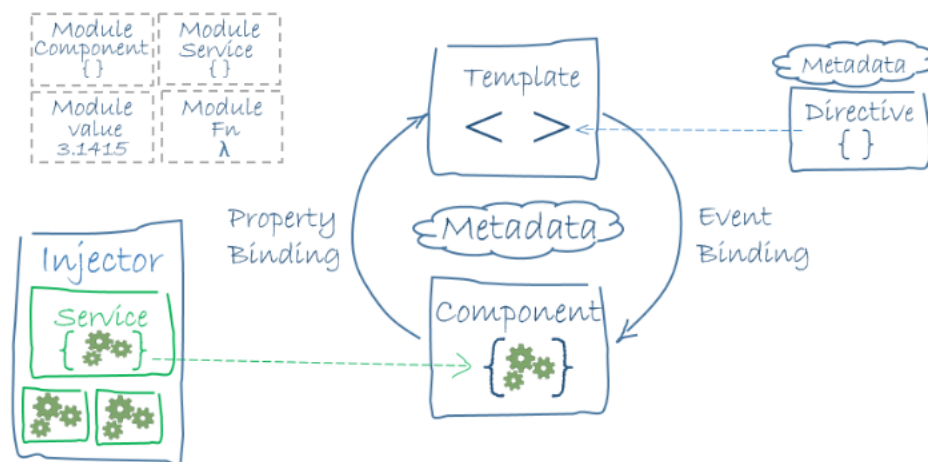 Module
Component
{ }
Module
Service
{ }
Module
value
3.1415
Module
Fn
λ
Template
< >
Metadata
Directive
{ }
Property
Binding
Metadata
Event
Binding
Injector
Service
{ }
Component
{ }